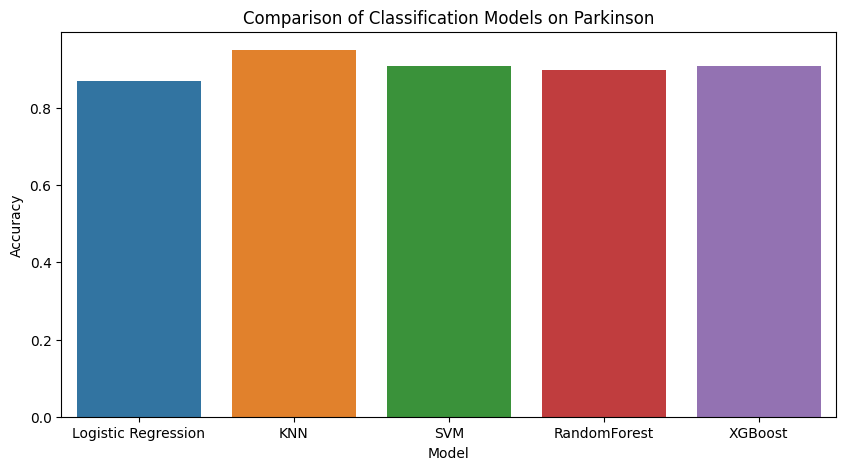 Comparison of Classification Models on Parkinson
Accuracy
0.8
0.6
0.4
0.2
0.0
Logistic Regression KNN SVM RandomForest XGBoost
Model